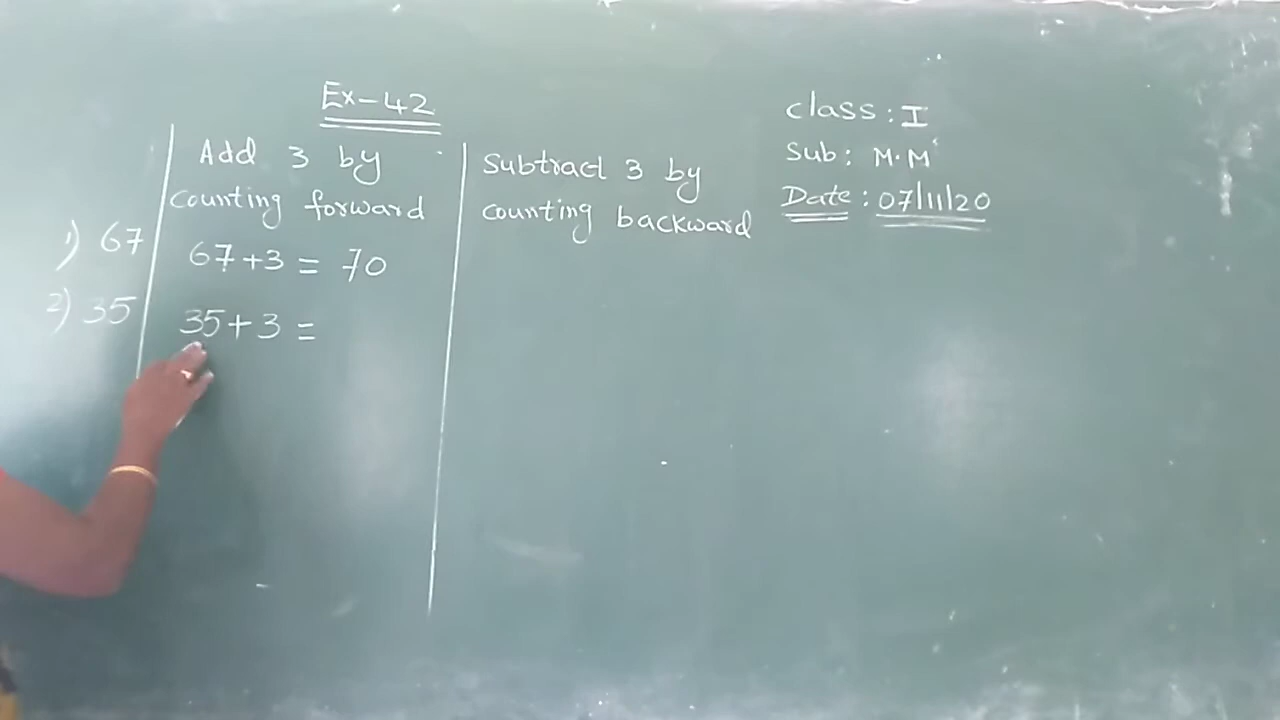 Ex-42
class: I
Sub: M.M
Date: 07/11/20
Add 3 by
counting forward
Subtract 3 by
counting backward
1) 67
67+3 = 70
2) 35
35+3 =